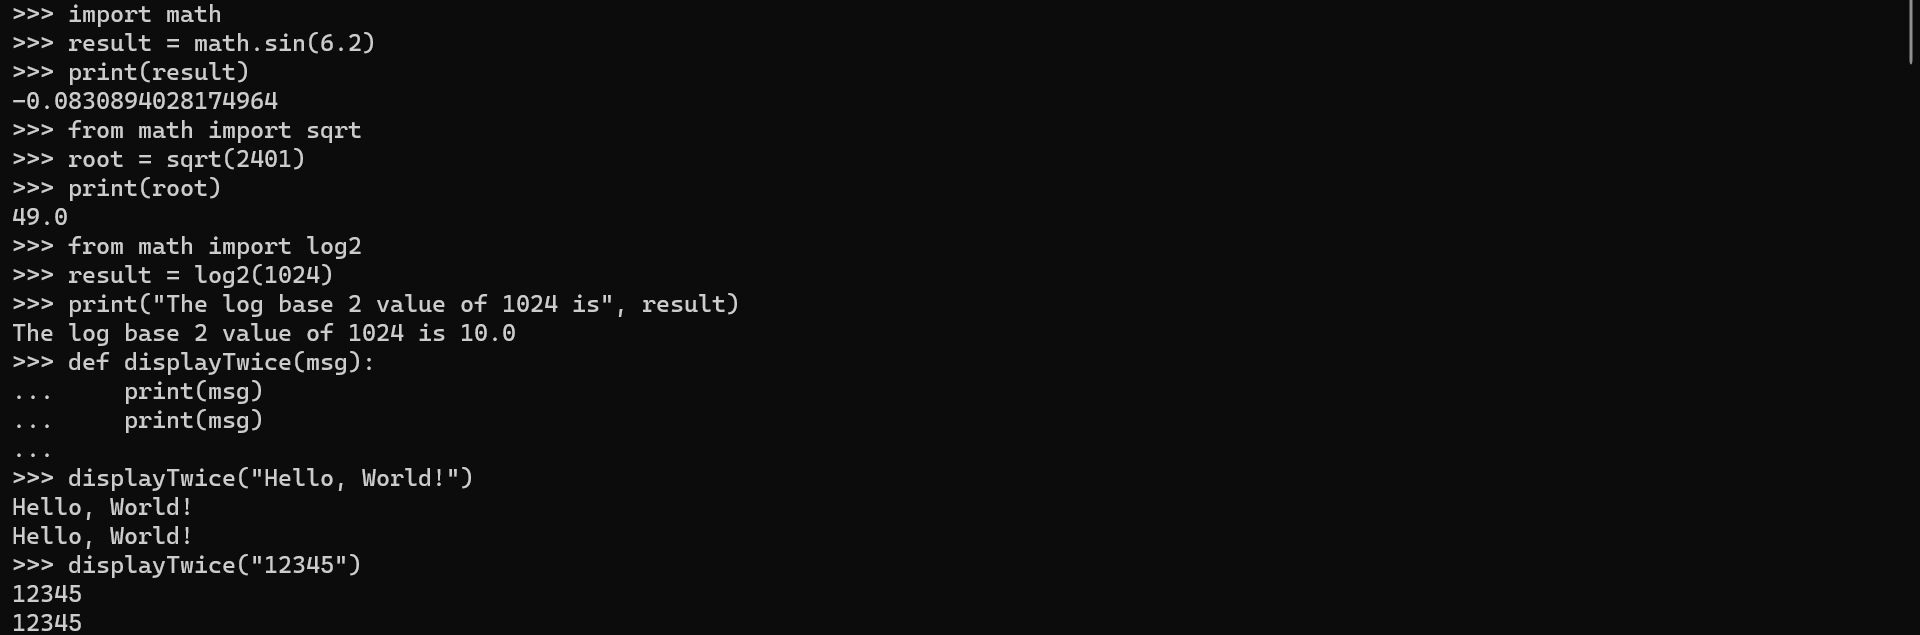 >>> import math
>>> result = math.sin(6.2)
>>> print(result)
-0.0830894028174964
>>> from math import sqrt
>>> root = sqrt(2401)
>>> print(root)
49.0
>>> from math import log2
>>> result = log2(1024)
>>> print("The log base 2 value of 1024 is", result)
The log base 2 value of 1024 is 10.0
>>> def displayTwice(msg):
...     print(msg)
...     print(msg)
...
>>> displayTwice("Hello, World!")
Hello, World!
Hello, World!
>>> displayTwice("12345")
12345
12345